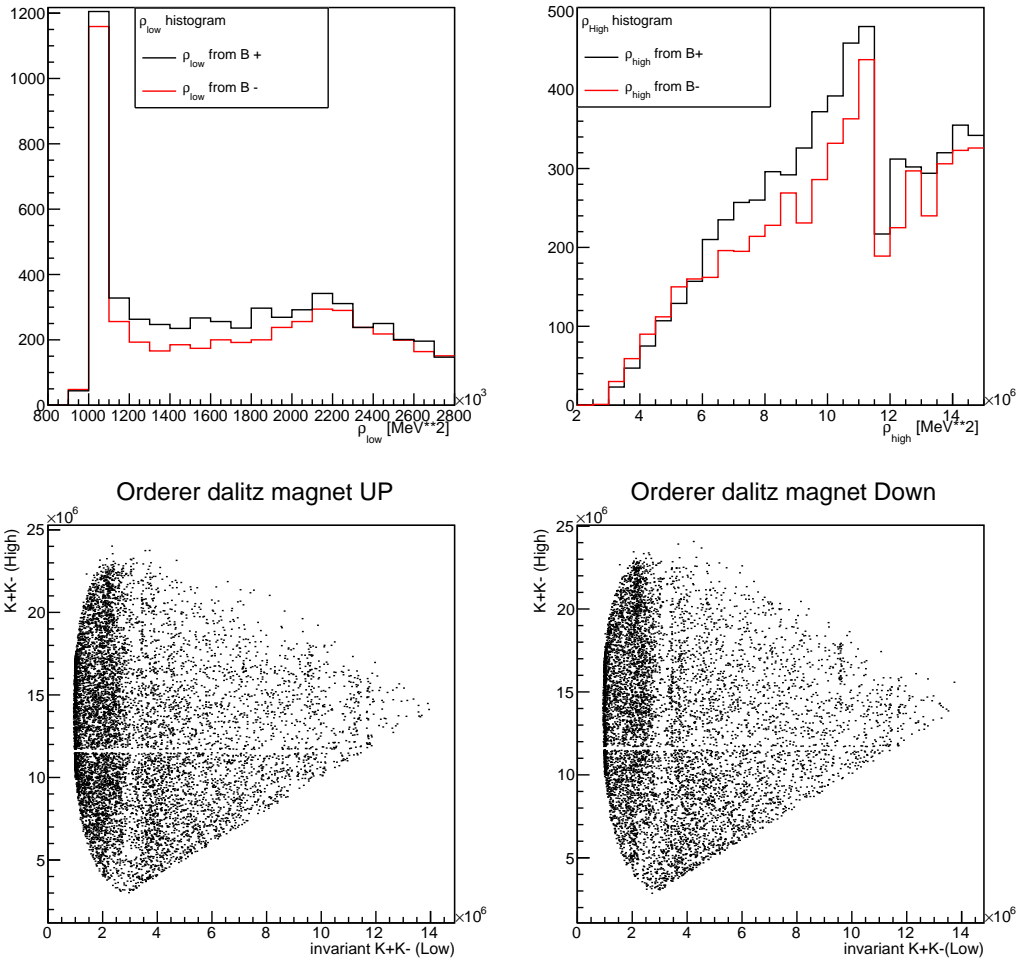 ρlow histogram
ρlow from B +
ρlow from B -
1200
1000
800
600
400
200
0
800 1000 1200 1400 1600 1800 2000 2200 2400 2600 2800
×10³
ρlow [MeV**2]
ρHigh histogram
ρhigh from B+
ρhigh from B-
500
400
300
200
100
0
2 4 6 8 10 12 14
×10⁶
ρhigh [MeV**2]
Orderer dalitz magnet UP
×10⁶
K+K- (High)
25
20
15
10
5
0 2 4 6 8 10 12 14
×10⁶
invariant K+K- (Low)
Orderer dalitz magnet Down
×10⁶
K+K- (High)
25
20
15
10
5
0 2 4 6 8 10 12 14
×10⁶
invariant K+K-(Low)